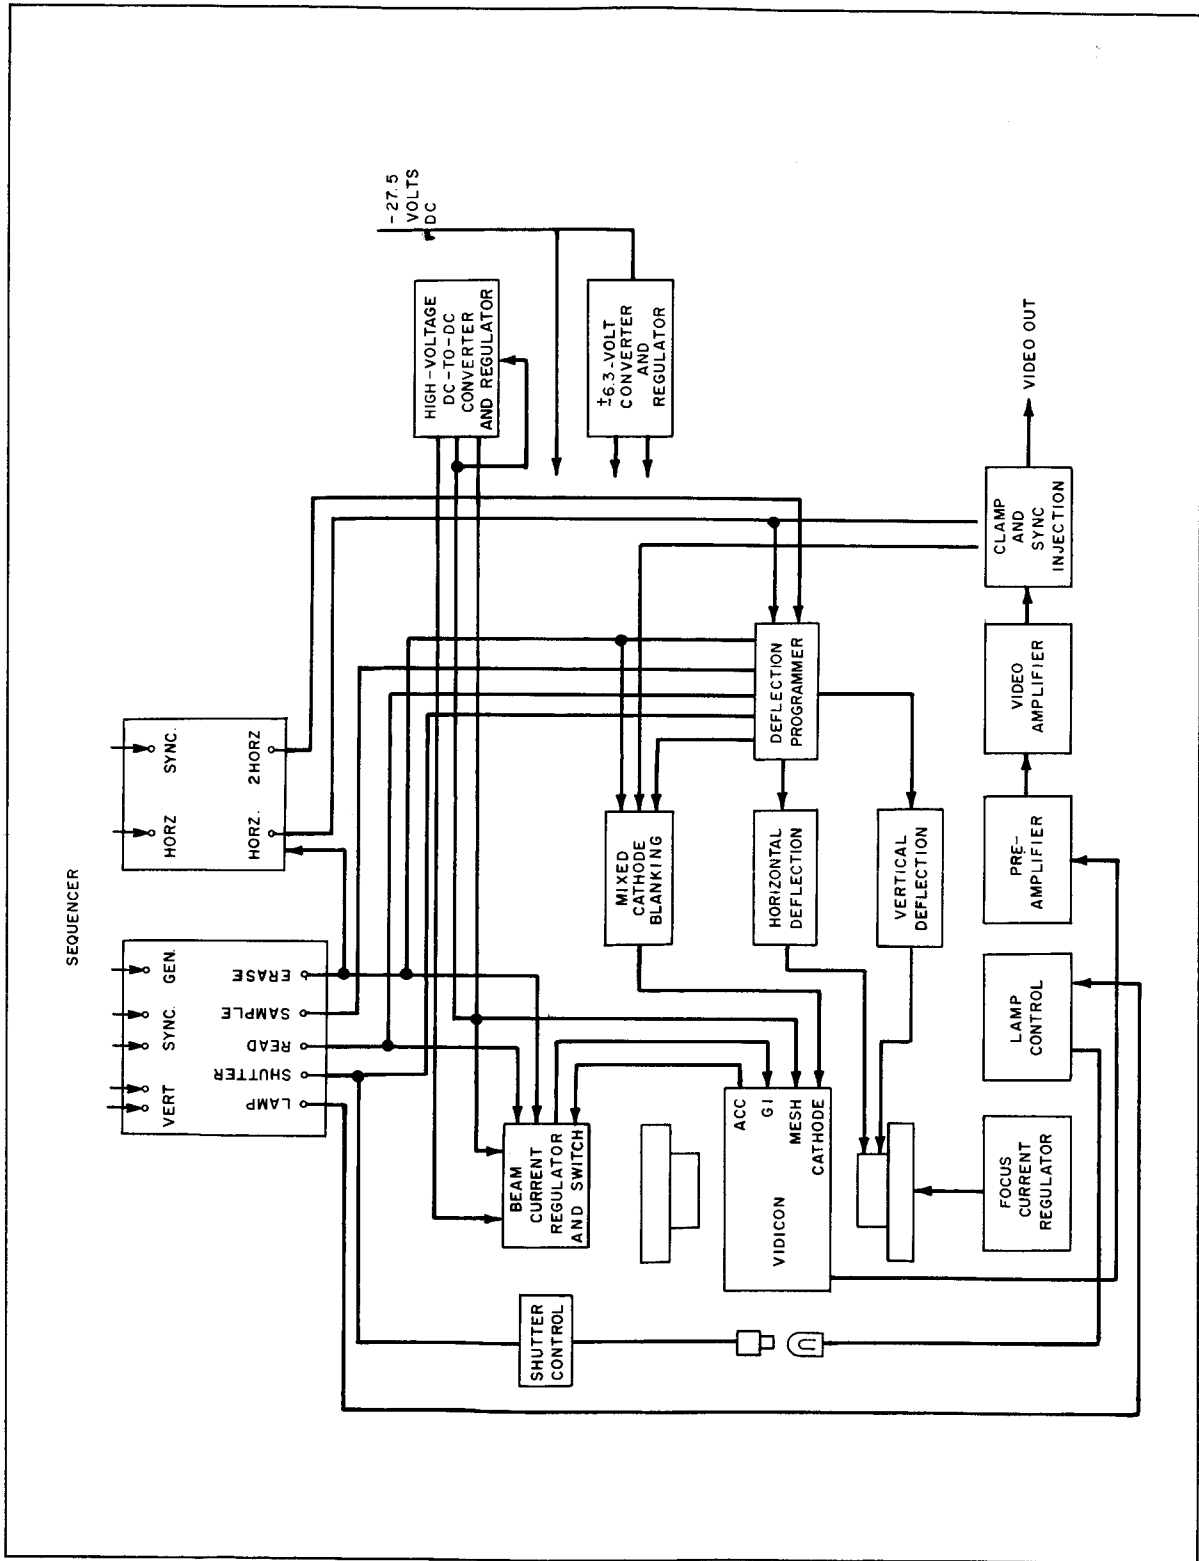 SEQUENCER
VERT
SYNC.
GEN.
LAMP
SHUTTER
READ
SAMPLE
ERASE
HORZ
SYNC.
HORZ.
2HORZ
-27.5
VOLTS
DC
HIGH-VOLTAGE
DC-TO-DC
CONVERTER
AND REGULATOR
±6.3-VOLT
CONVERTER
AND
REGULATOR
SHUTTER
CONTROL
BEAM
CURRENT
REGULATOR
AND SWITCH
MIXED
CATHODE
BLANKING
VIDICON
ACC
G1
MESH
CATHODE
HORIZONTAL
DEFLECTION
DEFLECTION
PROGRAMMER
VERTICAL
DEFLECTION
FOCUS
CURRENT
REGULATOR
LAMP
CONTROL
PRE-
AMPLIFIER
VIDEO
AMPLIFIER
CLAMP
AND
SYNC
INJECTION
VIDEO OUT